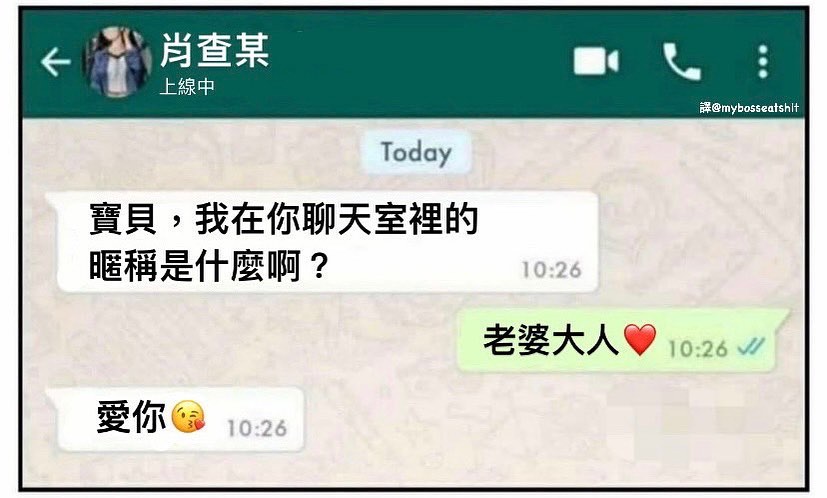 肖查某
上線中
譯@mybosseatshit
Today
寶貝，我在你聊天室裡的
暱稱是什麼啊？
10:26
老婆大人❤️ 10:26
愛你😘 10:26